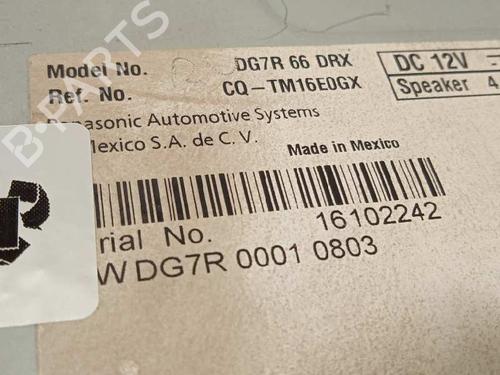 Model No. DG7R 66 DRX
Ref. No. CQ-TM16E0GX
DC 12V
Speaker 4
Panasonic Automotive Systems
Mexico S.A. de C.V.
Made in Mexico
16102242
rial No.
W DG7R 0001 0803
B-PARTS